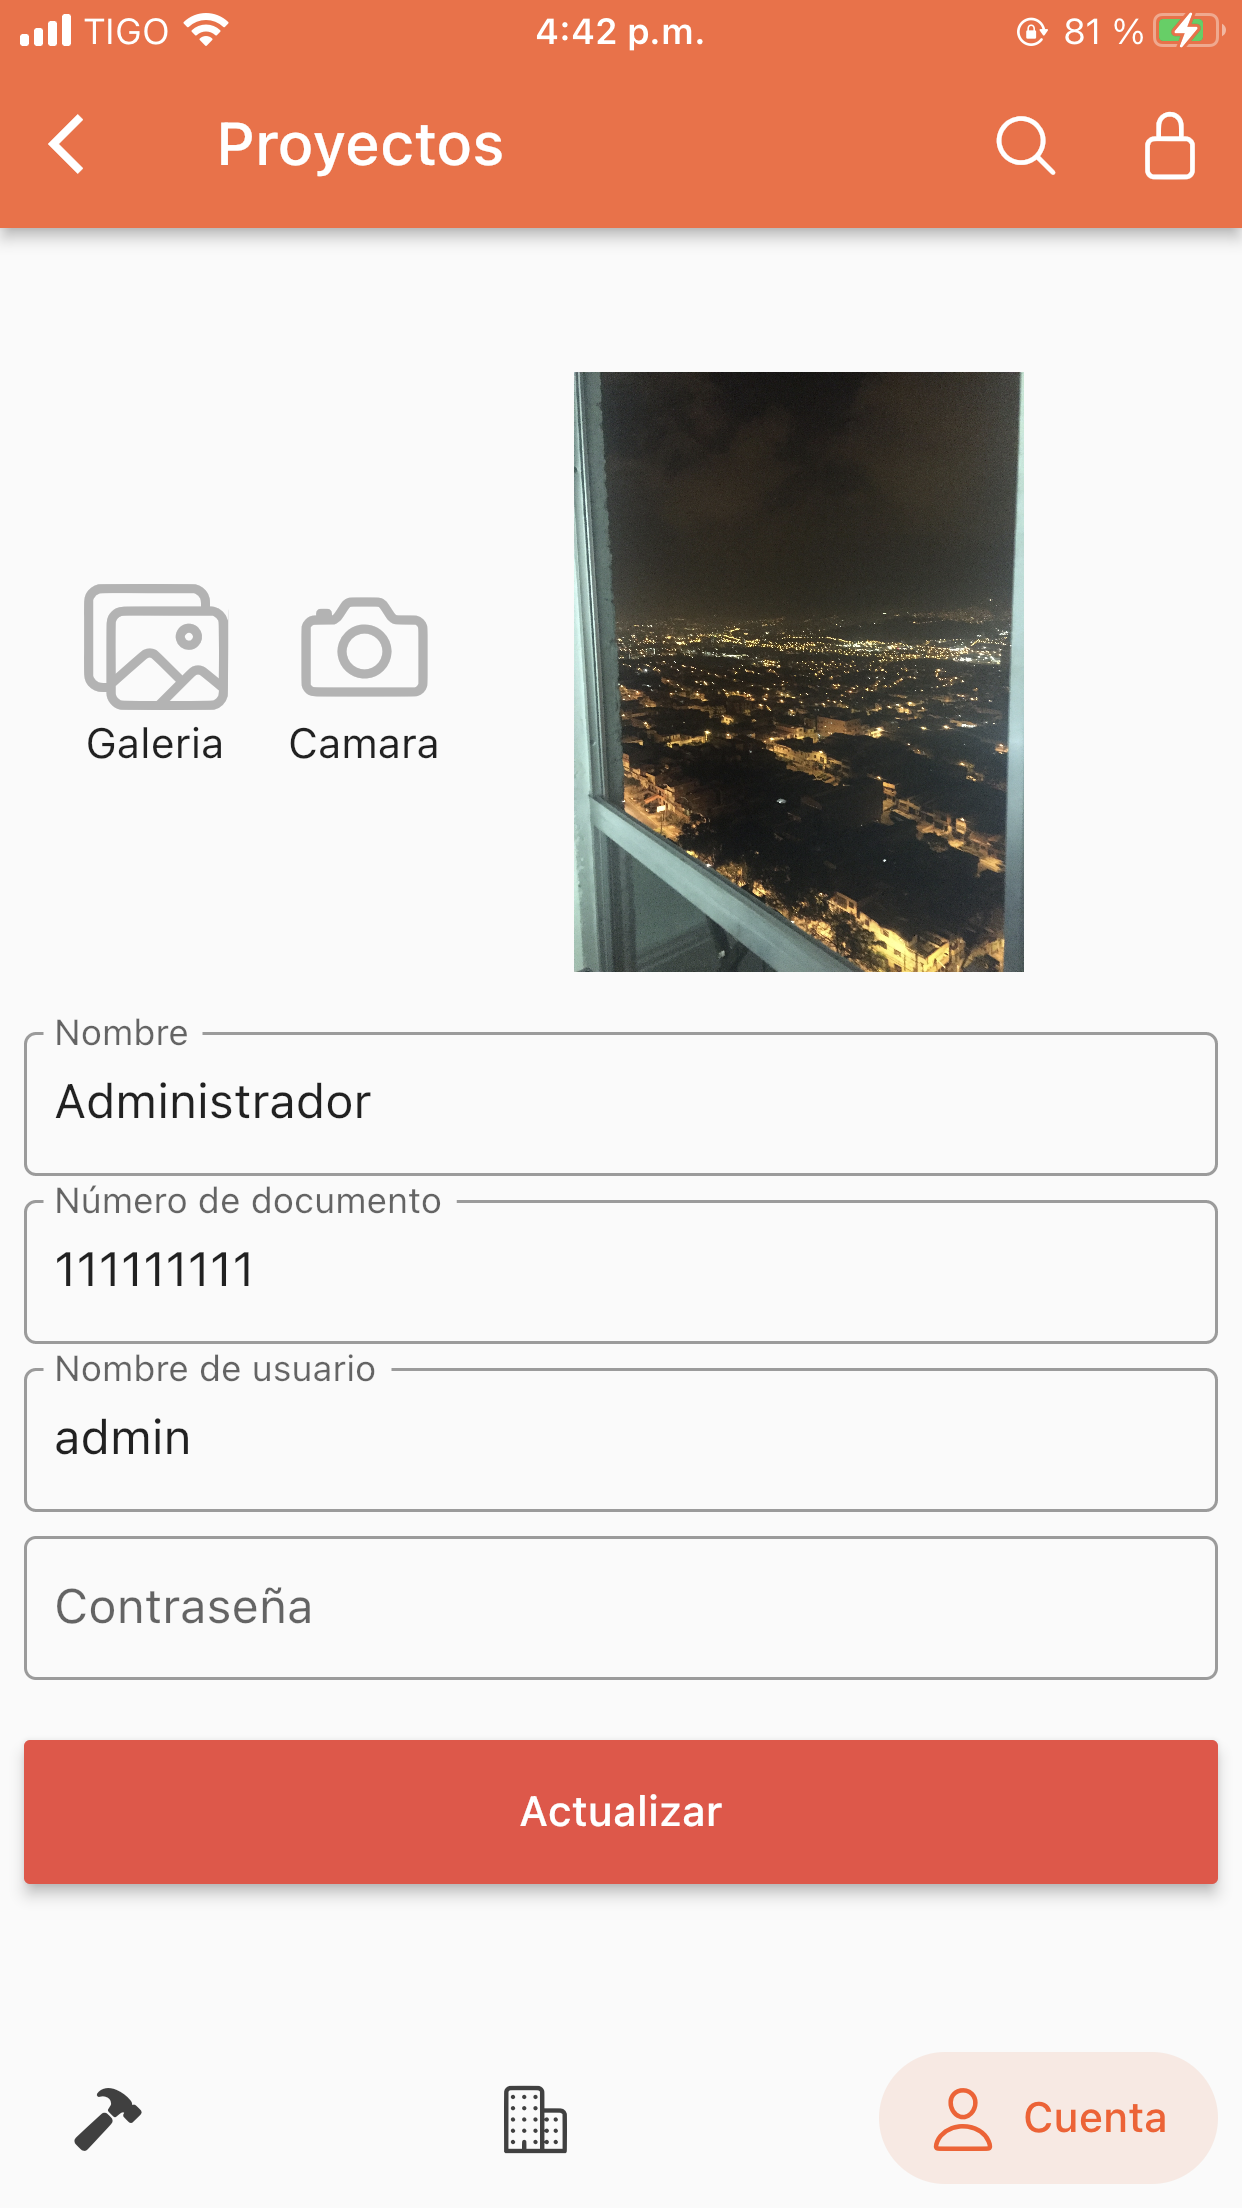 TIGO 4:42 p.m. 81 %
Proyectos
Galeria Camara
Nombre
Administrador
Número de documento
111111111
Nombre de usuario
admin
Contraseña
Actualizar
Cuenta